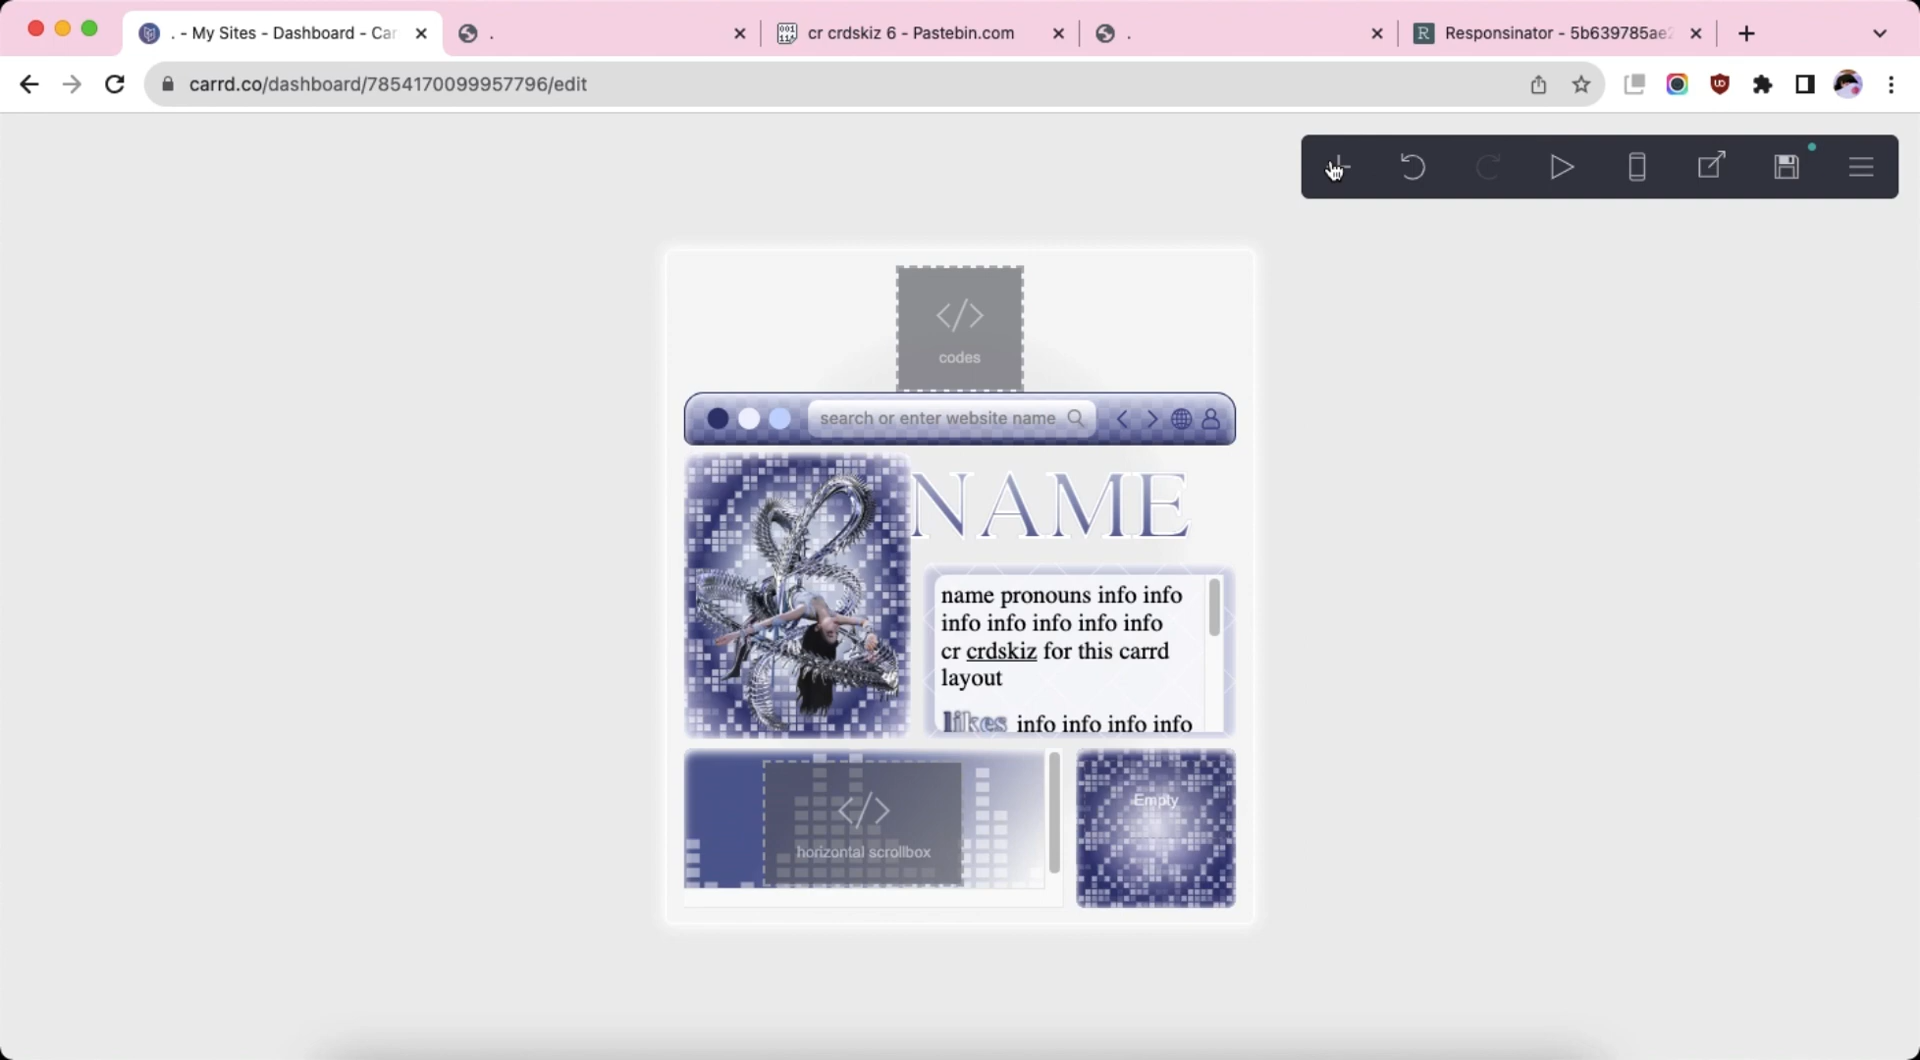 . - My Sites - Dashboard - Car
.
cr crdskiz 6 - Pastebin.com
.
Responsinator - 5b639785ae2
carrd.co/dashboard/7854170099957796/edit
codes
search or enter website name
NAME
name pronouns info info
info info info info info
cr crdskiz for this carrd
layout
likes info info info info
horizontal scrollbox
Empty